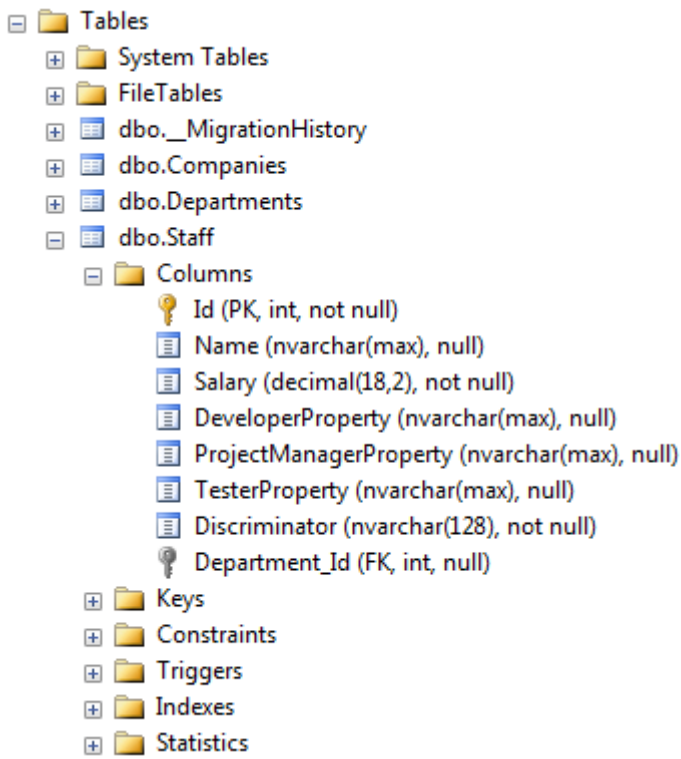 Tables
System Tables
FileTables
dbo.__MigrationHistory
dbo.Companies
dbo.Departments
dbo.Staff
Columns
Id (PK, int, not null)
Name (nvarchar(max), null)
Salary (decimal(18,2), not null)
DeveloperProperty (nvarchar(max), null)
ProjectManagerProperty (nvarchar(max), null)
TesterProperty (nvarchar(max), null)
Discriminator (nvarchar(128), not null)
Department_Id (FK, int, null)
Keys
Constraints
Triggers
Indexes
Statistics